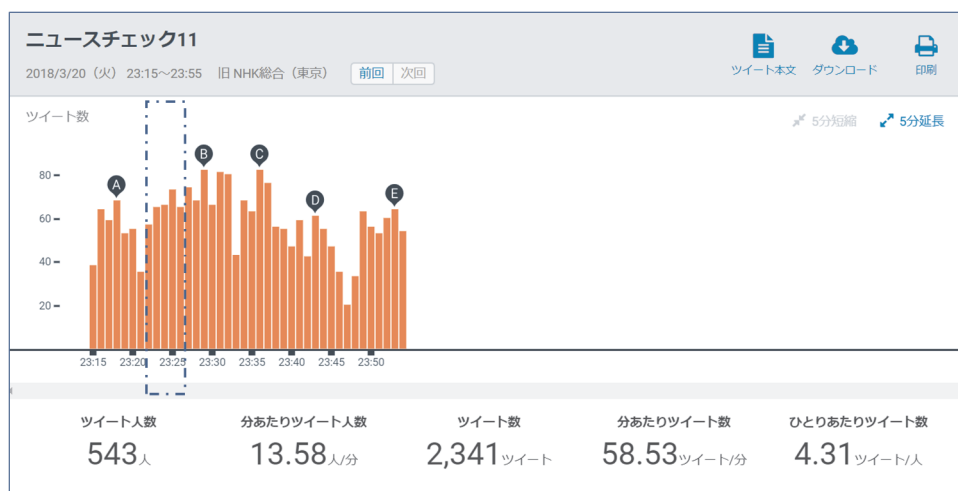 ニュースチェック11
2018/3/20（火） 23:15～23:55 旧 NHK総合（東京） 前回 次回
ツイート本文 ダウンロード 印刷
ツイート数
5分短縮 5分延長
A B C D E
80
60
40
20
23:15 23:20 23:25 23:30 23:35 23:40 23:45 23:50
ツイート人数 分あたりツイート人数 ツイート数 分あたりツイート数 ひとりあたりツイート数
543人 13.58人/分 2,341ツイート 58.53ツイート/分 4.31ツイート/人